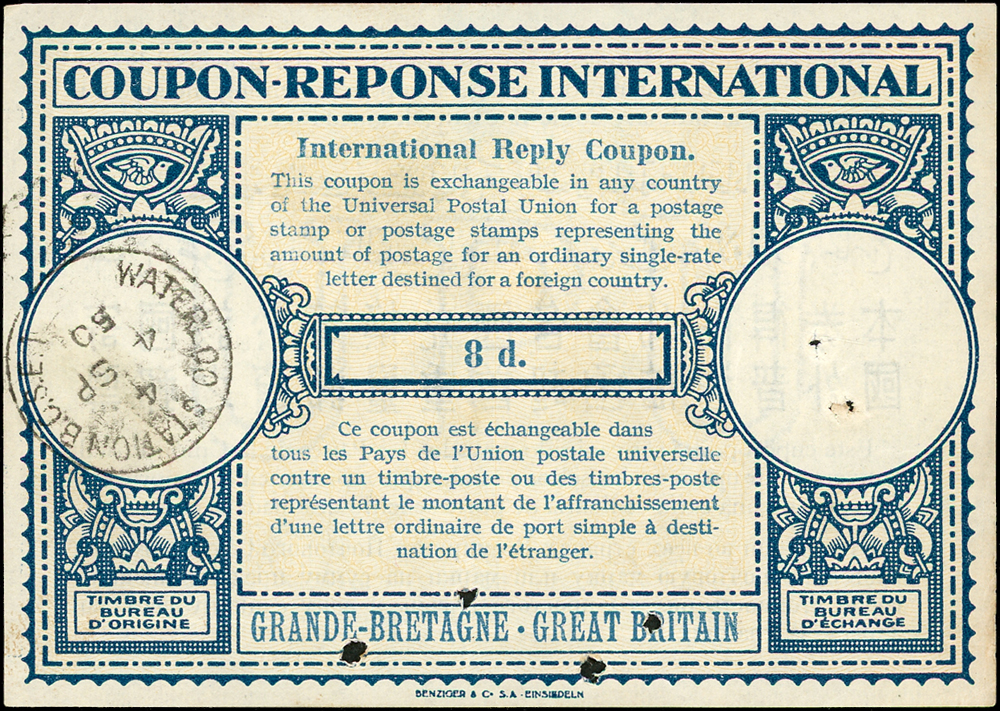 COUPON-REPONSE INTERNATIONAL
International Reply Coupon.
This coupon is exchangeable in any country
of the Universal Postal Union for a postage
stamp or postage stamps representing the
amount of postage for an ordinary single-rate
letter destined for a foreign country.
WATERLOO STATION B.O.S.E.1
8 d.
Ce coupon est échangeable dans
tous les Pays de l'Union postale universelle
contre un timbre-poste ou des timbres-poste
représentant le montant de l'affranchissement
d'une lettre ordinaire de port simple à desti-
nation de l'étranger.
TIMBRE DU
BUREAU
D'ORIGINE
GRANDE-BRETAGNE · GREAT BRITAIN
TIMBRE DU
BUREAU
D'ÉCHANGE
BENZIGER & Co S.A.-EINSIEDELN